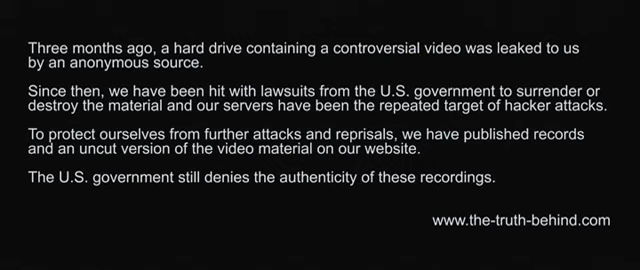 Three months ago, a hard drive containing a controversial video was leaked to us
by an anonymous source.
Since then, we have been hit with lawsuits from the U.S. government to surrender or
destroy the material and our servers have been the repeated target of hacker attacks.
To protect ourselves from further attacks and reprisals, we have published records
and an uncut version of the video material on our website.
The U.S. government still denies the authenticity of these recordings.
www.the-truth-behind.com